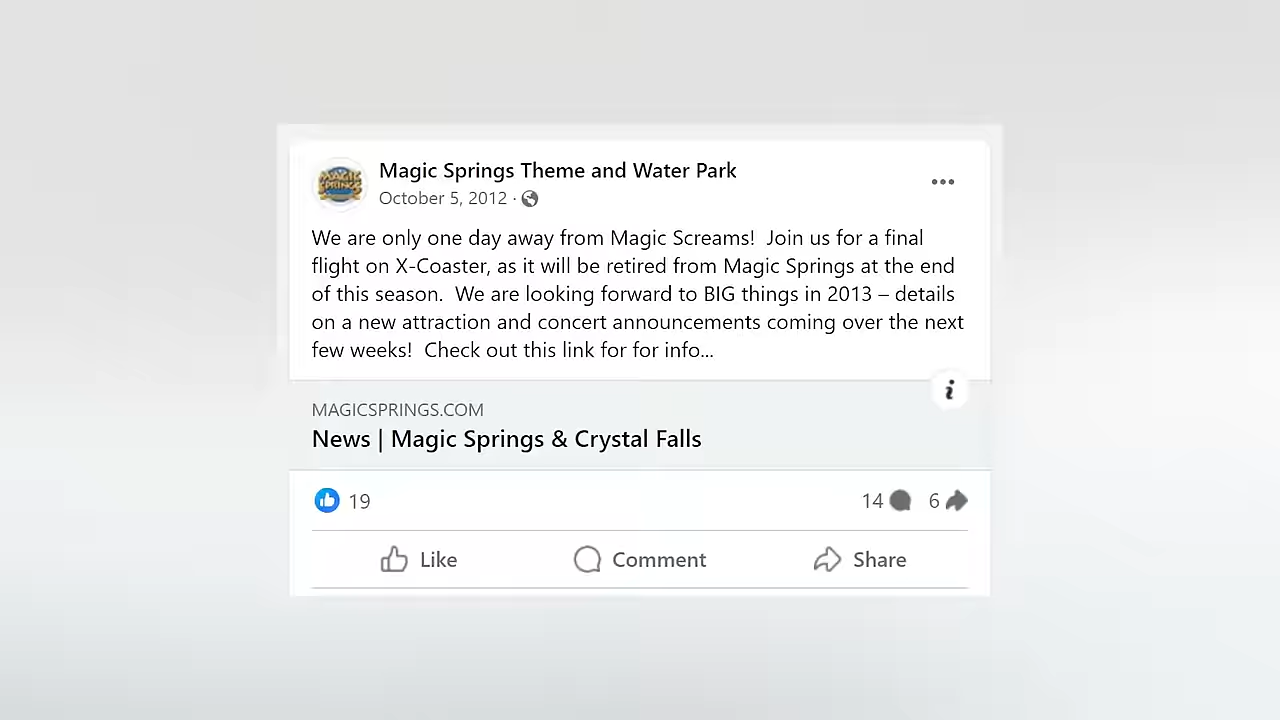 MAGIC
SPRINGS
Magic Springs Theme and Water Park
October 5, 2012 ·
We are only one day away from Magic Screams!  Join us for a final
flight on X-Coaster, as it will be retired from Magic Springs at the end
of this season.  We are looking forward to BIG things in 2013 – details
on a new attraction and concert announcements coming over the next
few weeks!  Check out this link for for info...
i
MAGICSPRINGS.COM
News | Magic Springs & Crystal Falls
19
14
6
Like
Comment
Share